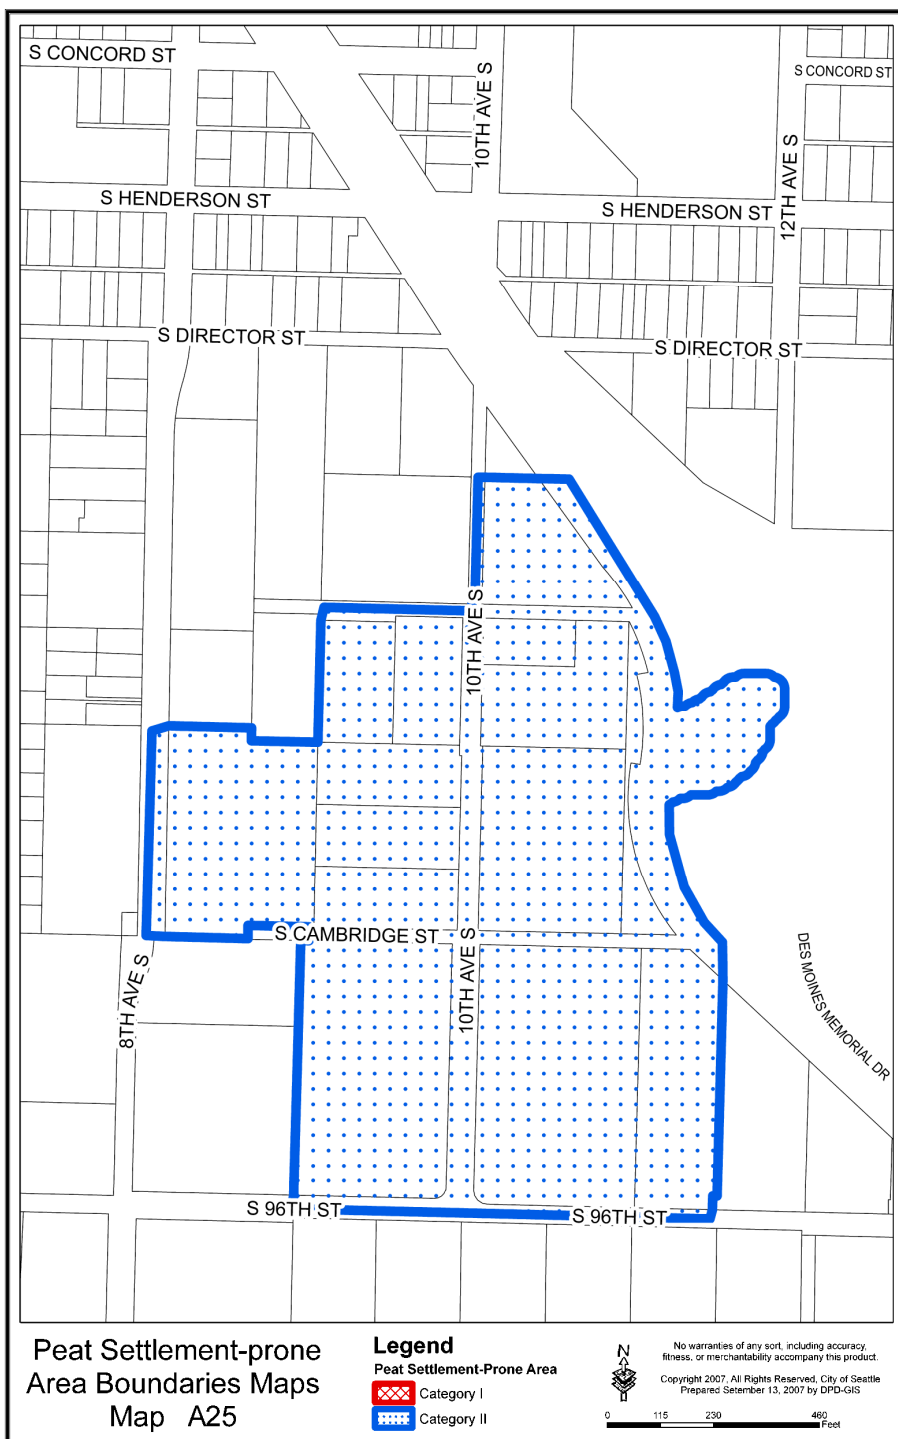 S CONCORD ST
10TH AVE S
S CONCORD ST
12TH AVE S
S HENDERSON ST
S HENDERSON ST
S DIRECTOR ST
S DIRECTOR ST
10TH AVE S
S CAMBRIDGE ST
10TH AVE S
8TH AVE S
DES MOINES MEMORIAL DR
S 96TH ST
S 96TH ST
Peat Settlement-prone
Area Boundaries Maps
Map A25
Legend
Peat Settlement-Prone Area
Category I
Category II
N
No warranties of any sort, including accuracy,
fitness, or merchantability accompany this product.
Copyright 2007, All Rights Reserved, City of Seattle
Prepared Setember 13, 2007 by DPD-GIS
0 115 230 460
Feet